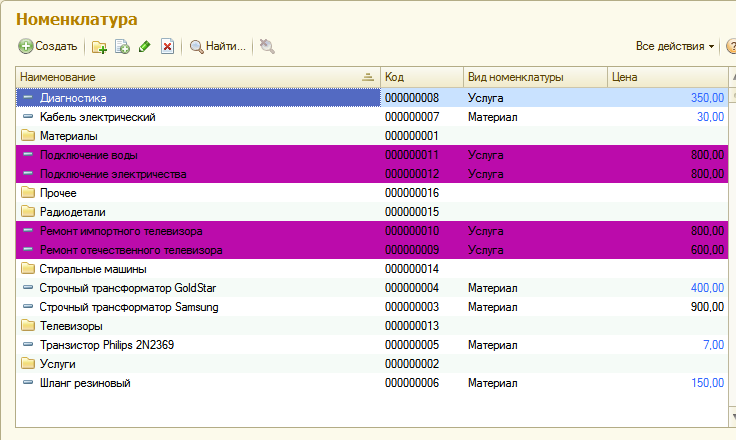 Номенклатура
Создать Найти... Все действия
Наименование Код Вид номенклатуры Цена
Диагностика 000000008 Услуга 350,00
Кабель электрический 000000007 Материал 30,00
Материалы 000000001
Подключение воды 000000011 Услуга 800,00
Подключение электричества 000000012 Услуга 800,00
Прочее 000000016
Радиодетали 000000015
Ремонт импортного телевизора 000000010 Услуга 800,00
Ремонт отечественного телевизора 000000009 Услуга 600,00
Стиральные машины 000000014
Строчный трансформатор GoldStar 000000004 Материал 400,00
Строчный трансформатор Samsung 000000003 Материал 900,00
Телевизоры 000000013
Транзистор Philips 2N2369 000000005 Материал 7,00
Услуги 000000002
Шланг резиновый 000000006 Материал 150,00